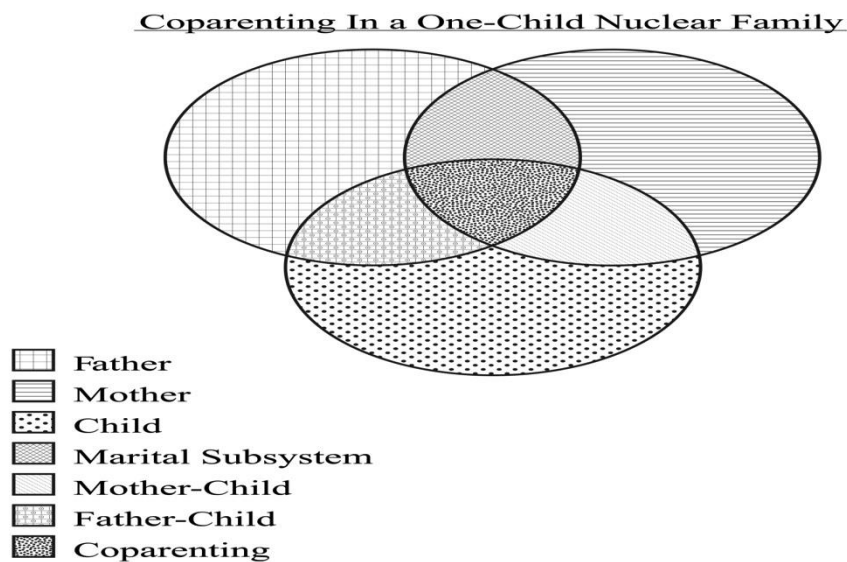 Coparenting In a One-Child Nuclear Family
Father
Mother
Child
Marital Subsystem
Mother-Child
Father-Child
Coparenting